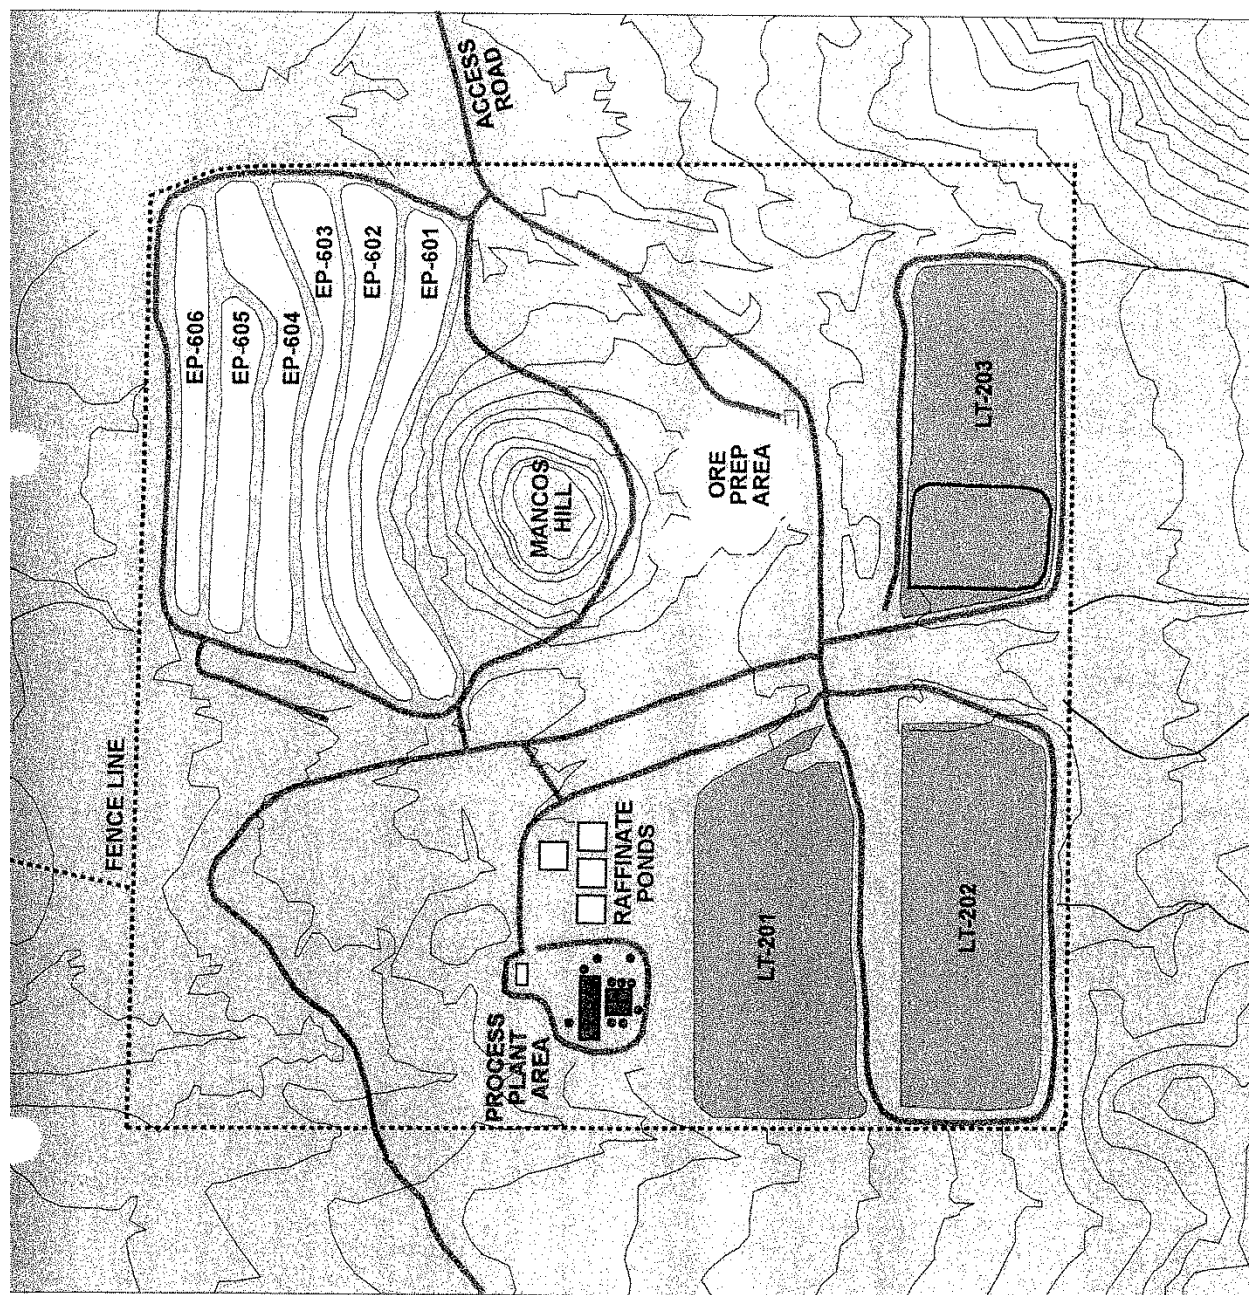 FENCE LINE
ACCESS
ROAD
EP-606
EP-605
EP-604
EP-603
EP-602
EP-601
MANCOS
HILL
ORE
PREP
AREA
PROCESS
PLANT
AREA
RAFFINATE
PONDS
LT-201
LT-202
LT-203